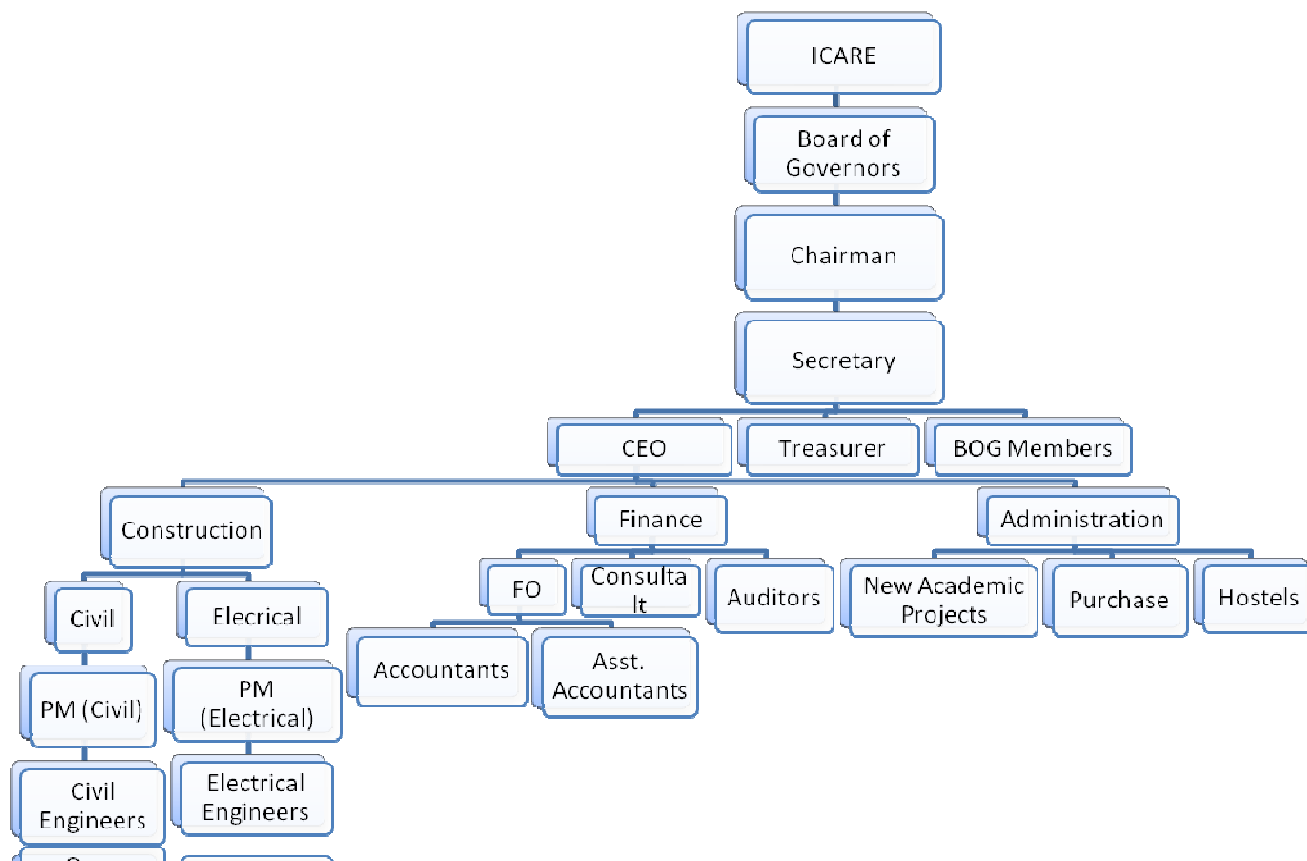 ICARE
Board of
Governors
Chairman
Secretary
CEO
Treasurer
BOG Members
Construction
Finance
Administration
Civil
Elecrical
FO
Consulta
lt
Auditors
New Academic
Projects
Purchase
Hostels
PM (Civil)
PM
(Electrical)
Accountants
Asst.
Accountants
Civil
Engineers
Electrical
Engineers